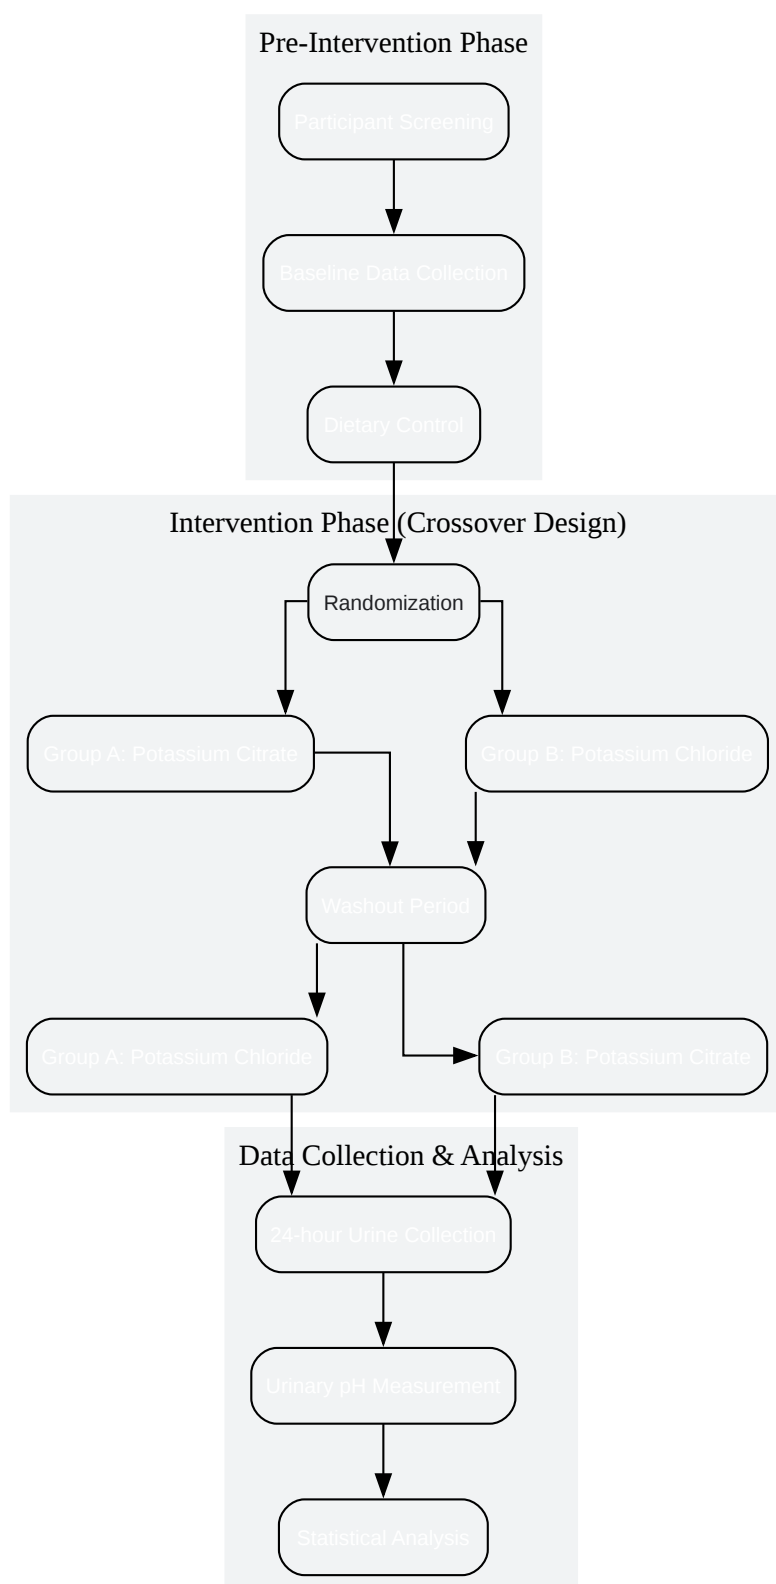 Pre-Intervention Phase
Participant Screening
Baseline Data Collection
Dietary Control
Intervention Phase (Crossover Design)
Randomization
Group A: Potassium Citrate
Group B: Potassium Chloride
Washout Period
Group A: Potassium Chloride
Group B: Potassium Citrate
Data Collection & Analysis
24-hour Urine Collection
Urinary pH Measurement
Statistical Analysis